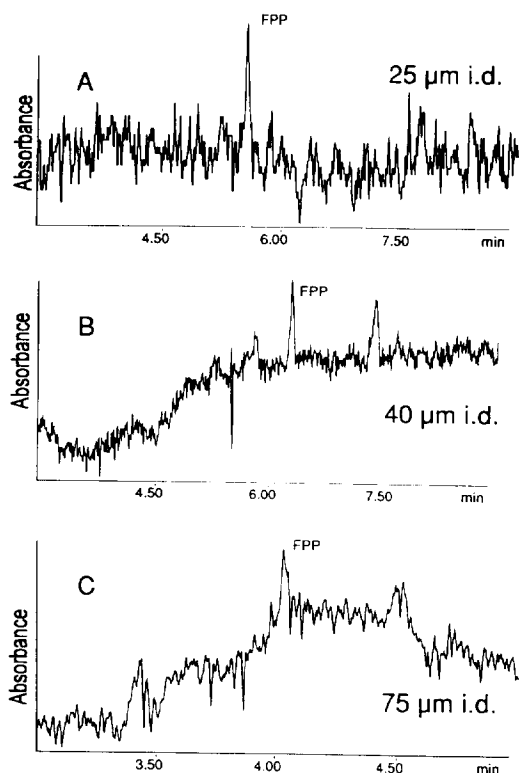 FPP
A
25 µm i.d.
Absorbance
4.50 6.00 7.50 min
FPP
B
Absorbance
40 µm i.d.
4.50 6.00 7.50 min
FPP
C
Absorbance
75 µm i.d.
3.50 4.00 4.50 min